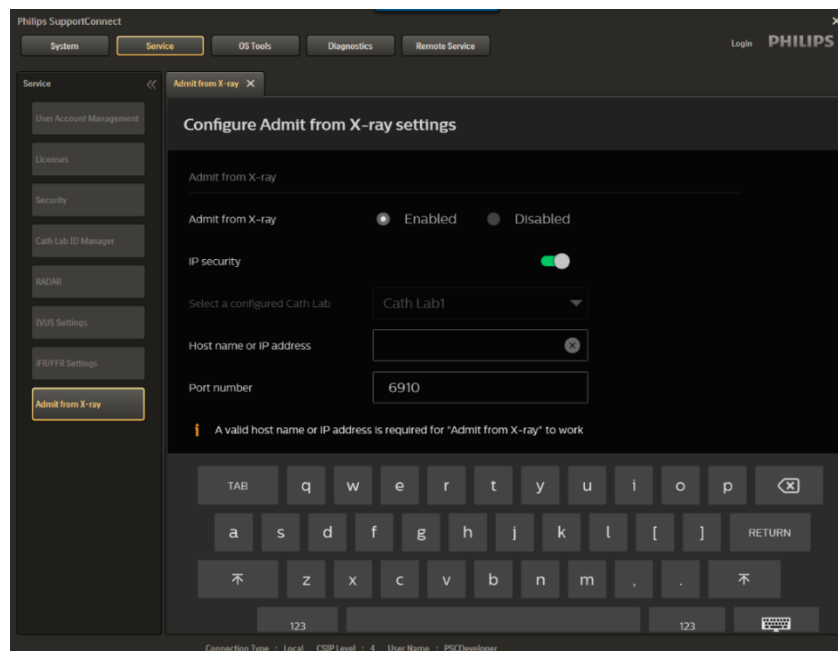 Philips SupportConnect
System Service OS Tools Diagnostics Remote Service Login PHILIPS
Service
User Account Management
Licenses
Security
Cath Lab ID Manager
RADAR
IVUS Settings
iFR/FFR Settings
Admit from X-ray
Admit from X-ray
Configure Admit from X-ray settings
Admit from X-ray
Admit from X-ray Enabled Disabled
IP security
Select a configured Cath Lab Cath Lab1
Host name or IP address
Port number 6910
i A valid host name or IP address is required for "Admit from X-ray" to work
TAB q w e r t y u i o p
a s d f g h j k l [ ] RETURN
z x c v b n m , .
123 123
Connection Type : Local CSIP Level : 4 User Name : PSCDeveloper